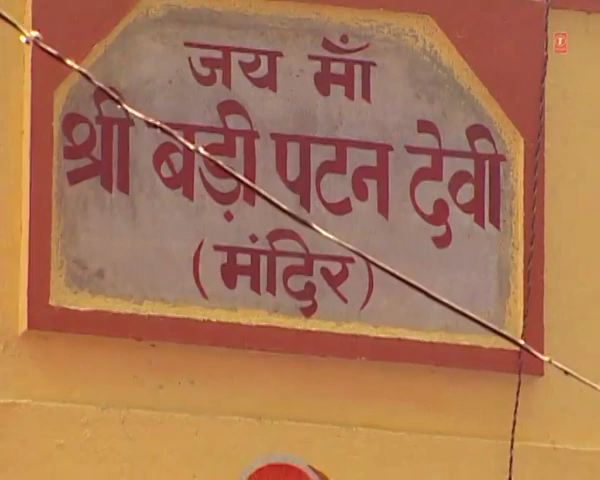 जय माँ
श्री बड़ी पटन देवी
(मंदिर)